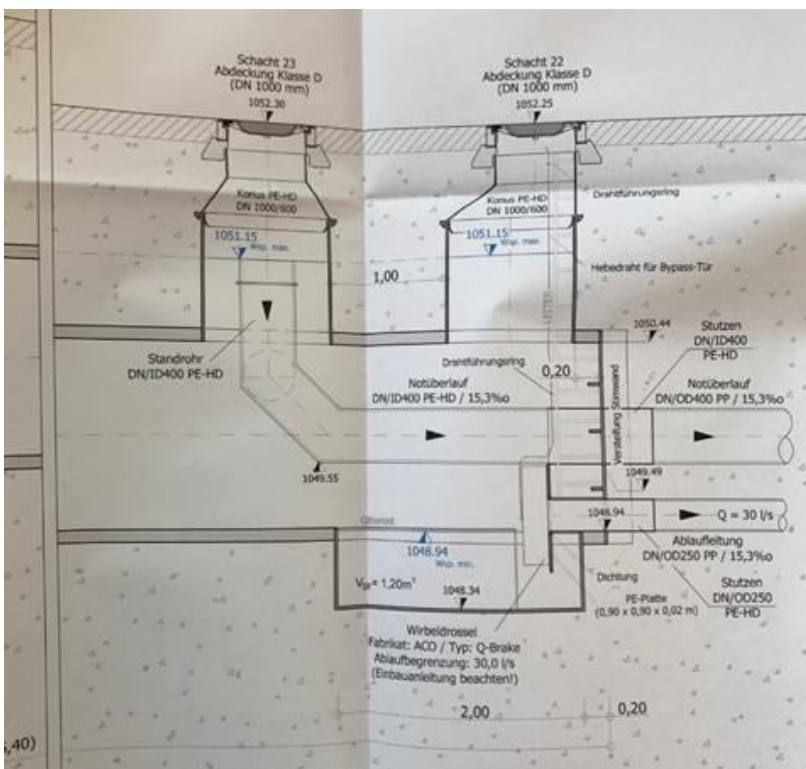 Schacht 23
Abdeckung Klasse D
(DN 1000 mm)
1052.30
Schacht 22
Abdeckung Klasse D
(DN 1000 mm)
1052.25
Konus PE-HD
DN 1000/600
Konus PE-HD
DN 1000/600
Drahtführungsring
1051.15
Wsp. max.
1051.15
Wsp. max.
1,00
Hebedraht für Bypass-Tür
LEITER
1050.44
Stutzen
DN/ID400
PE-HD
Standrohr
DN/ID400 PE-HD
Drahtführungsring
0,20
Notüberlauf
DN/ID400 PE-HD / 15,3%o
Versteifung Stirnwand
Notüberlauf
DN/OD400 PP / 15,3%o
1049.55
1049.49
1048.94
Q = 30 l/s
Gitterrost
1048.94
Wsp. min.
Ablaufleitung
DN/OD250 PP / 15,3%o
= 1,20m³
1048.34
Dichtung
PE-Platte
(0,90 x 0,90 x 0,02 m)
Stutzen
DN/OD250
PE-HD
Wirbeldrossel
Fabrikat: ACO / Typ: Q-Brake
Ablaufbegrenzung: 30,0 l/s
(Einbauanleitung beachten!)
2,00
0,20
,40)